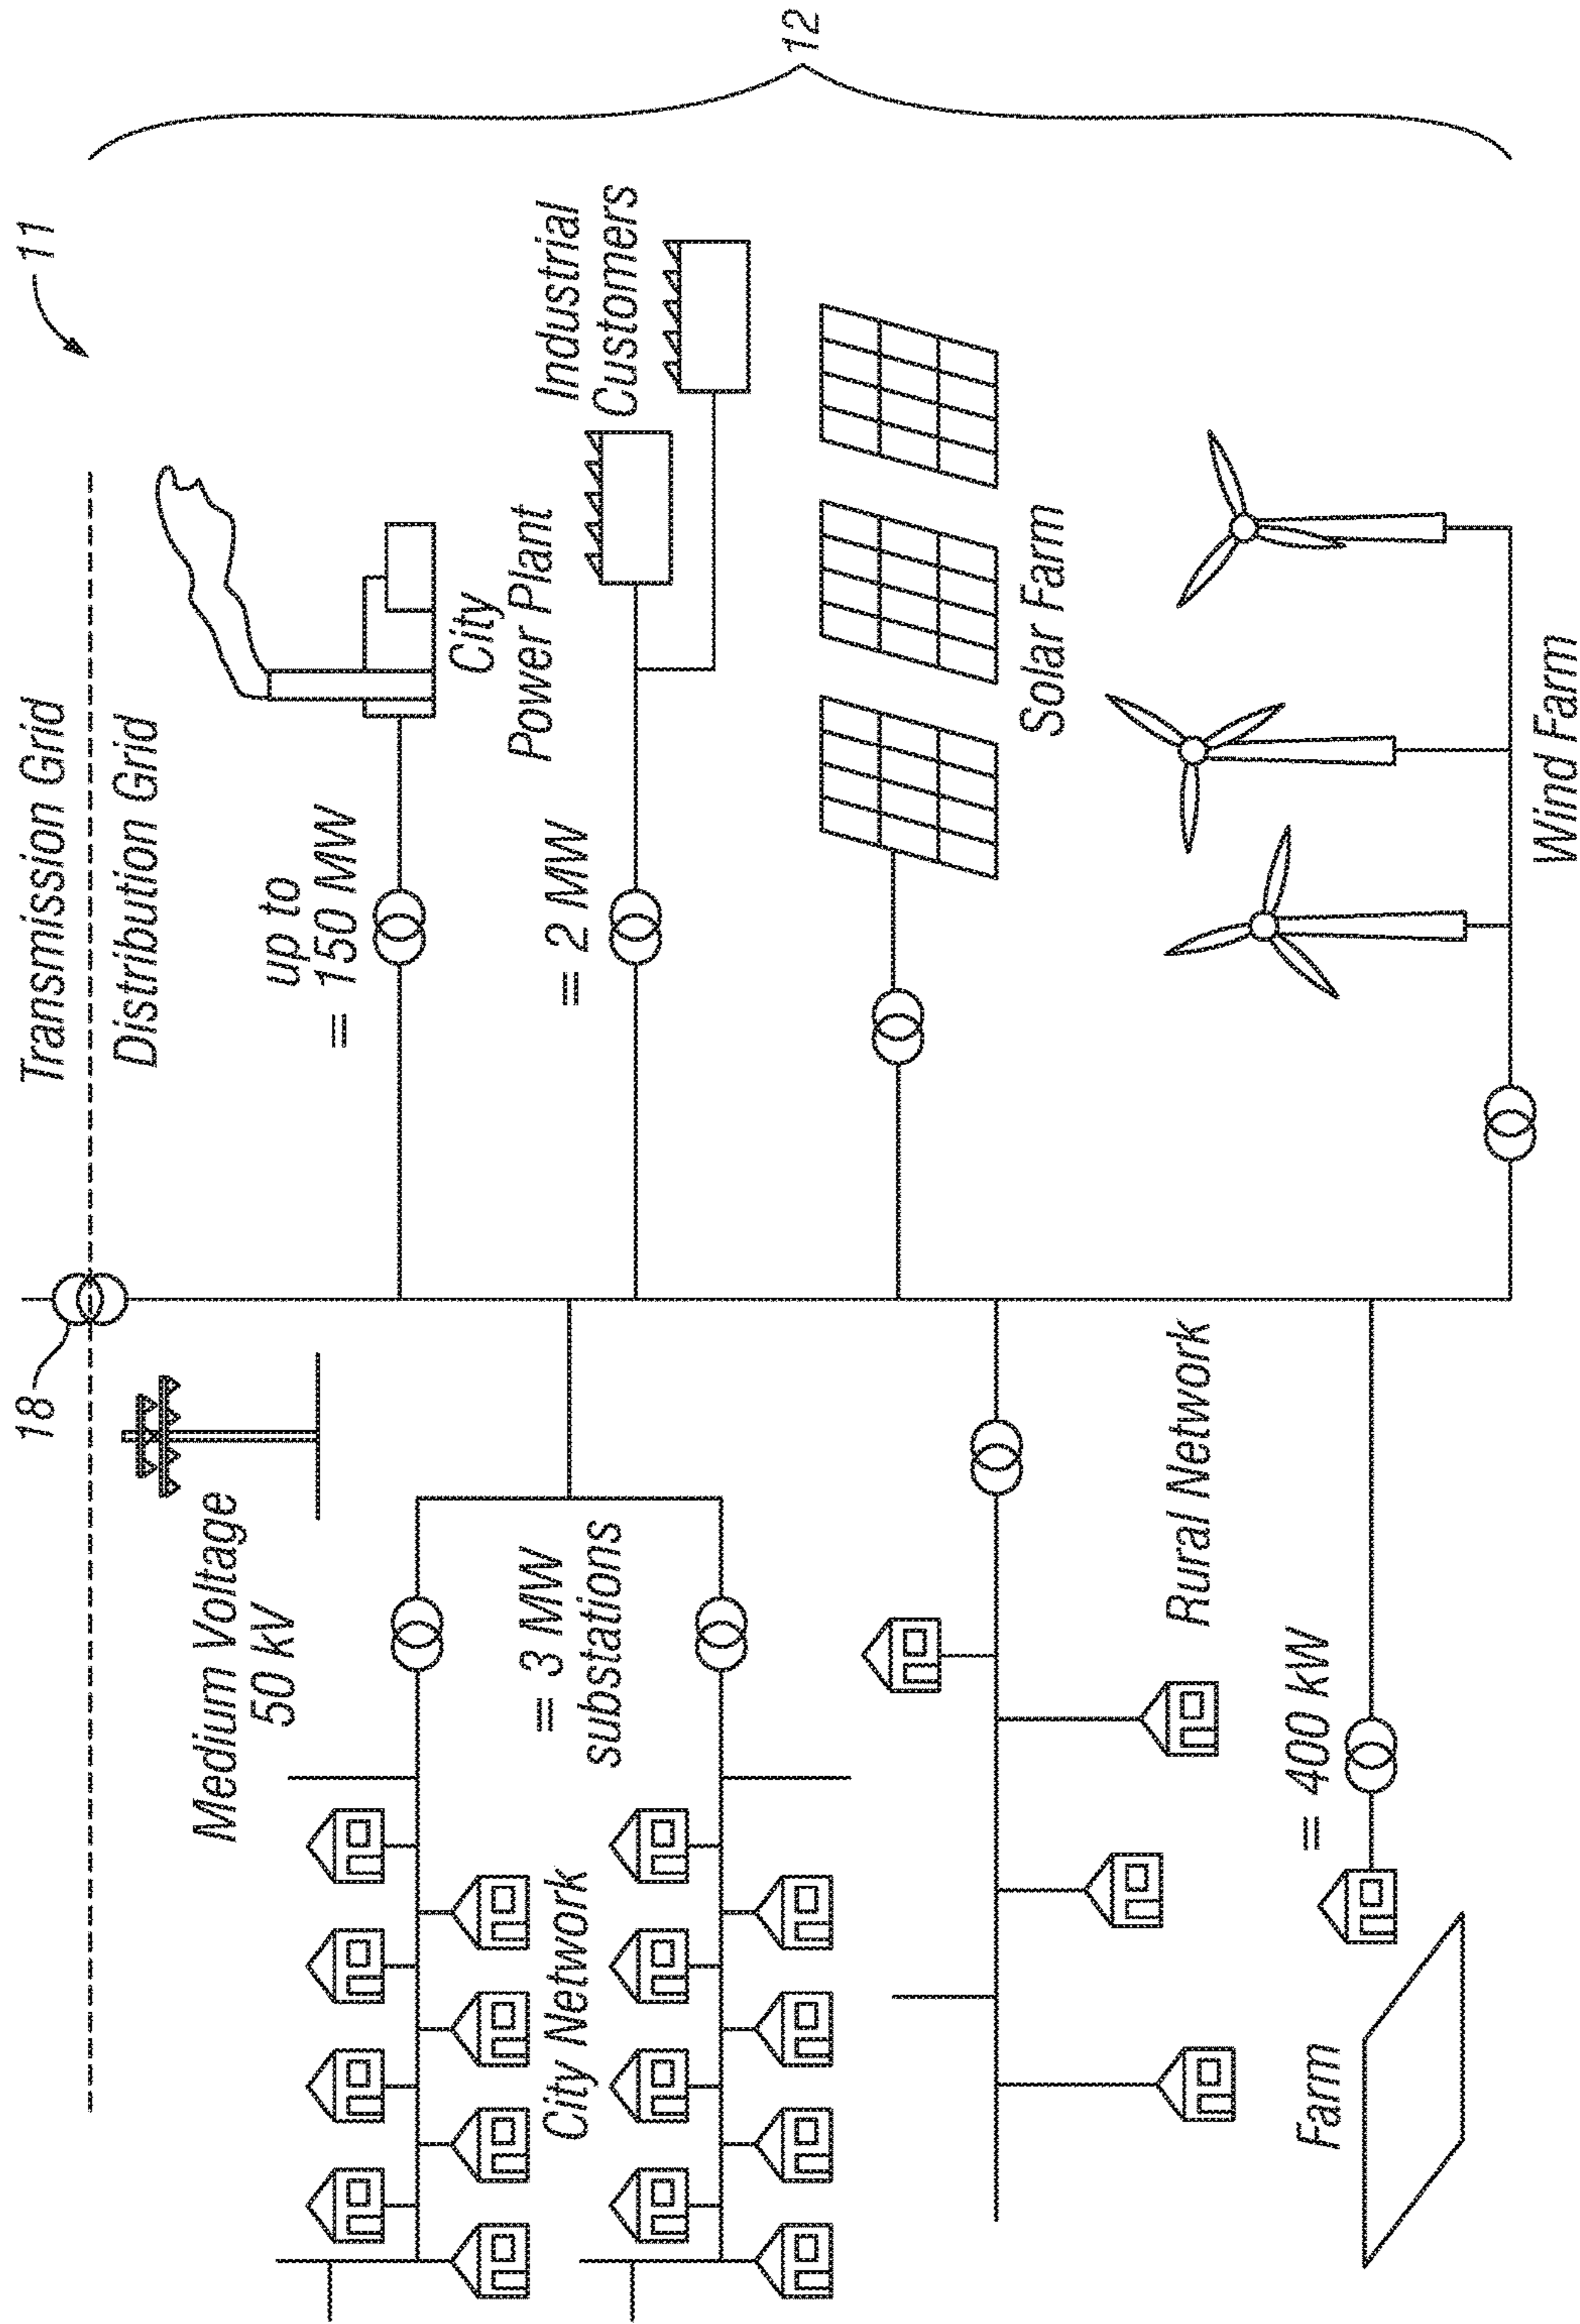 11
Transmission Grid
Distribution Grid
18
Medium Voltage
50 kV
up to
= 150 MW
City
Power Plant
= 2 MW
Industrial
Customers
= 3 MW
substations
City Network
Solar Farm
12
Rural Network
= 400 kW
Farm
Wind Farm